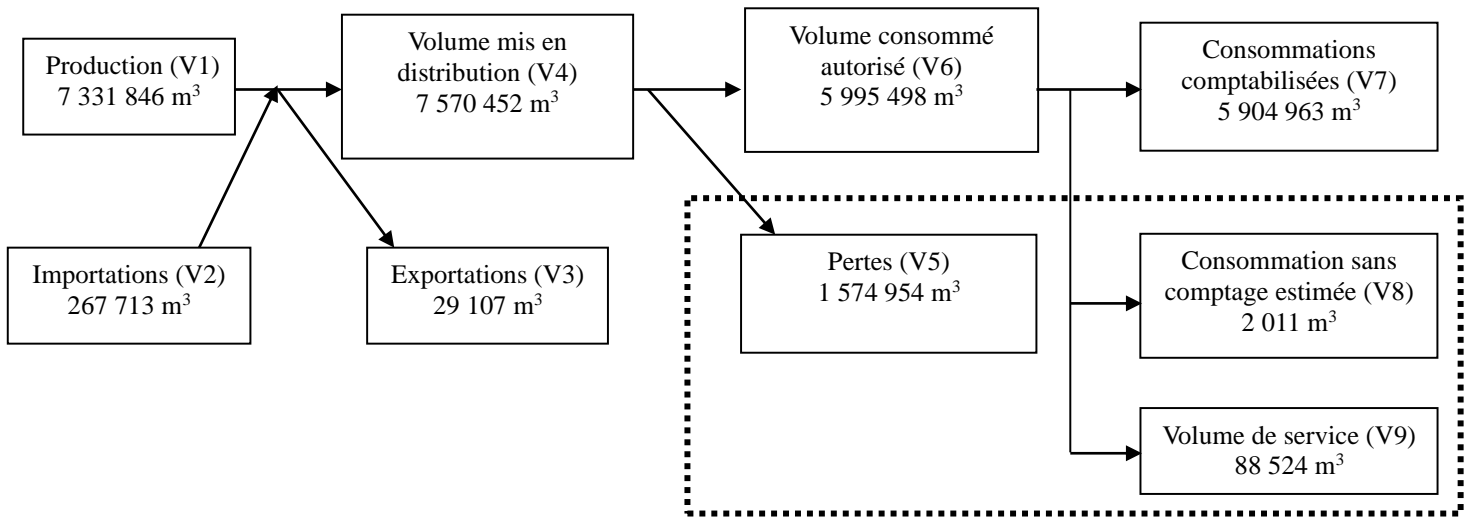 Production (V1)
7 331 846 m³
Volume mis en
distribution (V4)
7 570 452 m³
Volume consommé
autorisé (V6)
5 995 498 m³
Consommations
comptabilisées (V7)
5 904 963 m³
Importations (V2)
267 713 m³
Exportations (V3)
29 107 m³
Pertes (V5)
1 574 954 m³
Consommation sans
comptage estimée (V8)
2 011 m³
Volume de service (V9)
88 524 m³